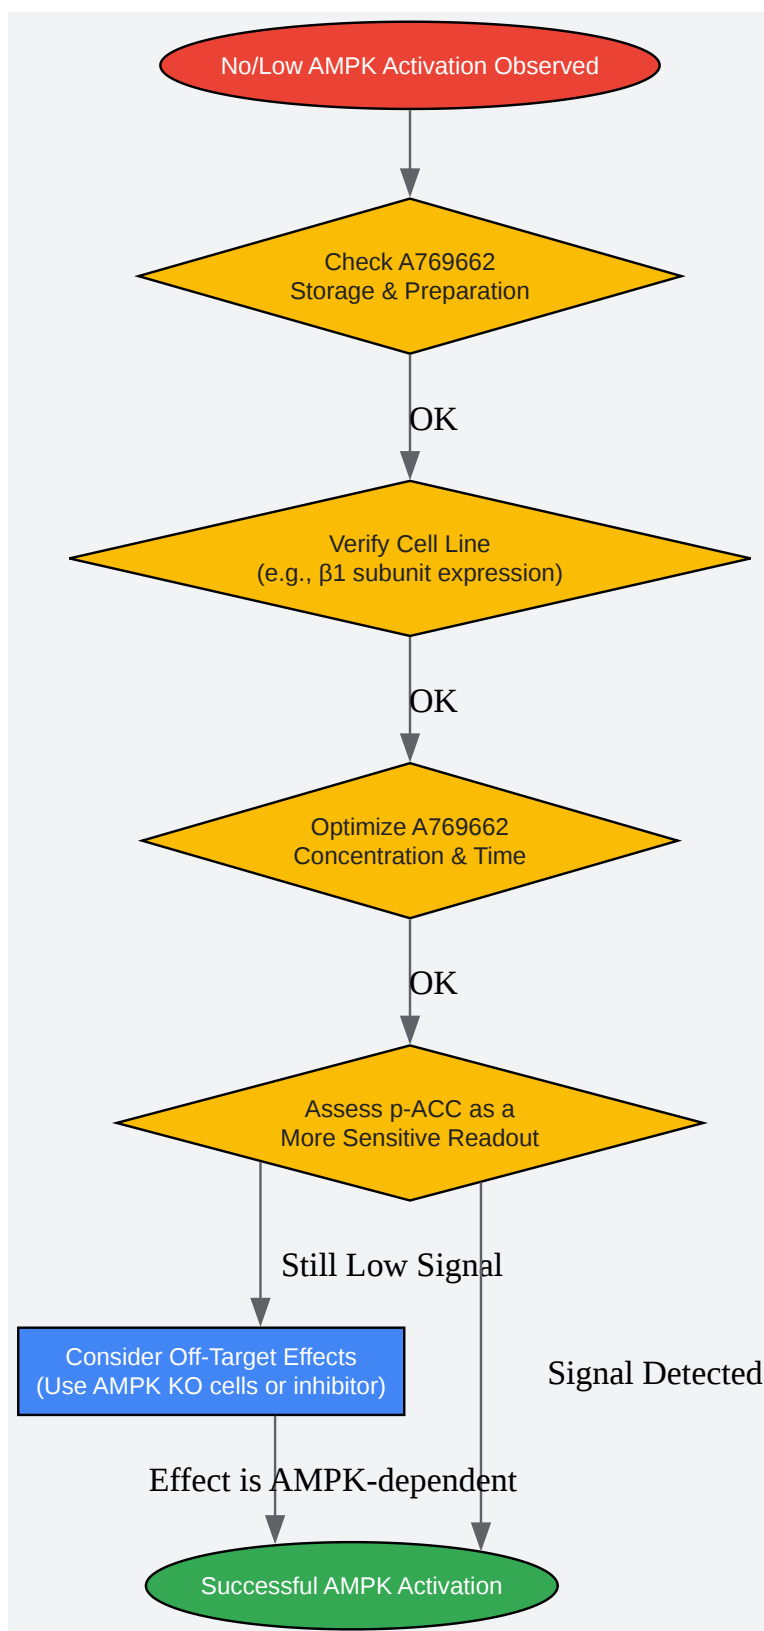 No/Low AMPK Activation Observed
Check A769662
Storage & Preparation
OK
Verify Cell Line
(e.g., β1 subunit expression)
OK
Optimize A769662
Concentration & Time
OK
Assess p-ACC as a
More Sensitive Readout
Still Low Signal
Consider Off-Target Effects
(Use AMPK KO cells or inhibitor)
Signal Detected
Effect is AMPK-dependent
Successful AMPK Activation